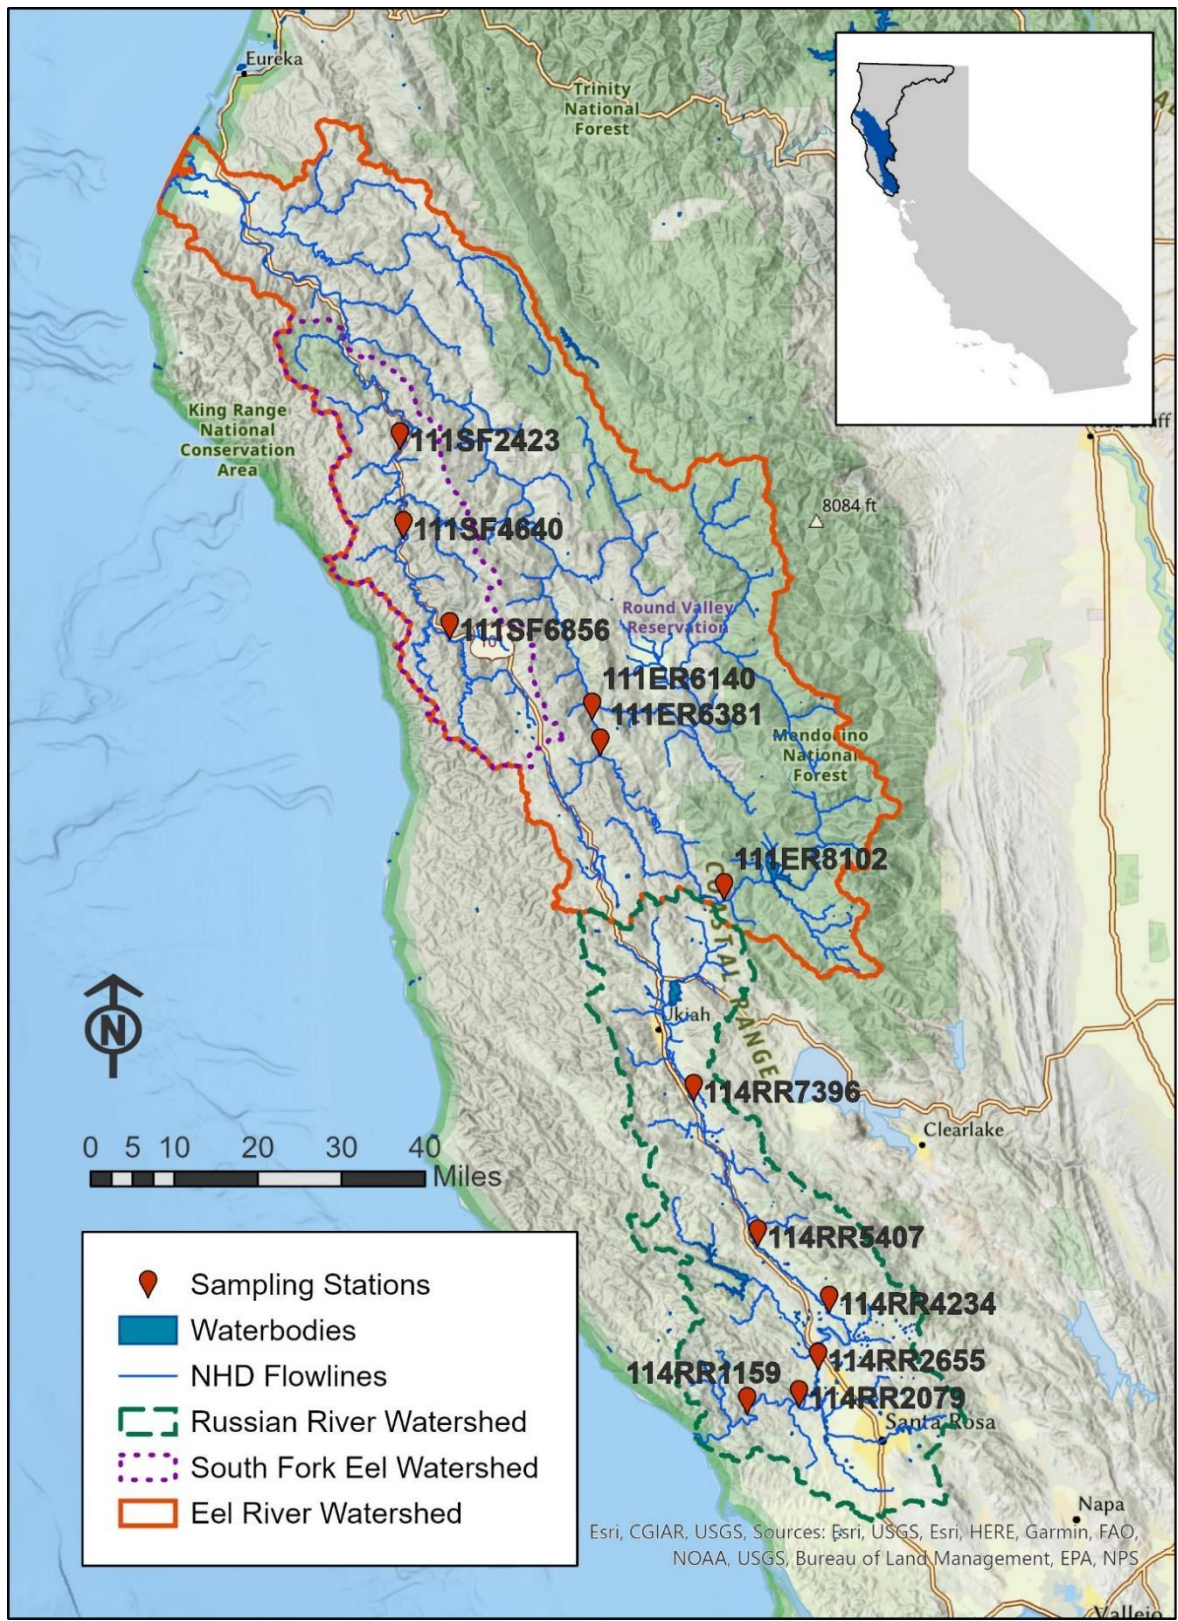 Eureka
Trinity
National
Forest
King Range
National
Conservation
Area
111SF2423
8084 ft
111SF4640
Round Valley
Reservation
111SF6856
10
111ER6140
111ER6381
Mendocino
National
Forest
111ER8102
COASTAL RANGE
N
Ukiah
114RR7396
Clearlake
0 5 10 20 30 40
Miles
114RR5407
114RR4234
114RR2655
114RR1159
114RR2079
Santa Rosa
Sampling Stations
Waterbodies
NHD Flowlines
Russian River Watershed
South Fork Eel Watershed
Eel River Watershed
Napa
Esri, CGIAR, USGS, Sources: Esri, USGS, Esri, HERE, Garmin, FAO,
NOAA, USGS, Bureau of Land Management, EPA, NPS
Vallejo